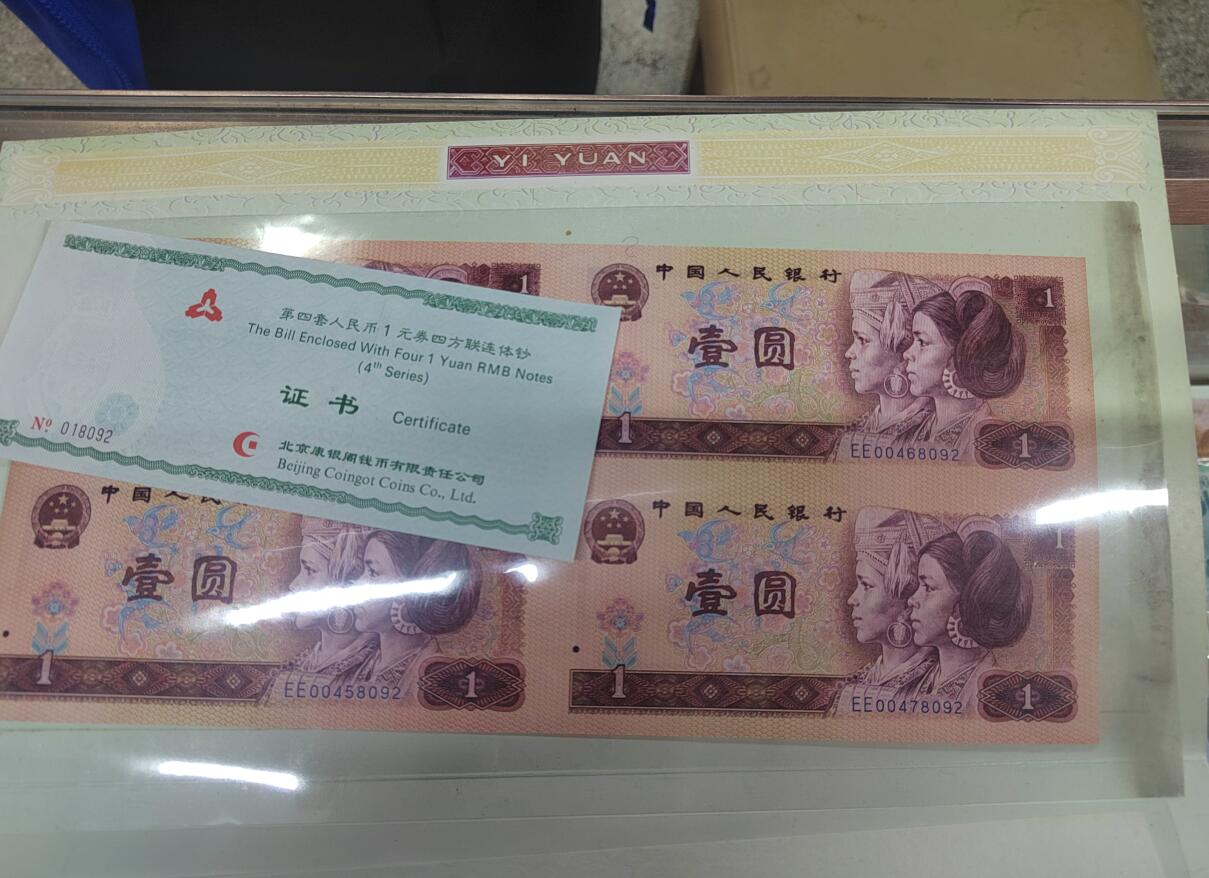 YI YUAN
第四套人民币1元券四方联连体钞
The Bill Enclosed With Four 1 Yuan RMB Notes
(4th Series)
证书 Certificate
Nº 018092
北京康银阁钱币有限责任公司
Beijing Coingot Coins Co., Ltd.
1
中国人民银行
1
壹圆
1
EE00468092
1
中国人民
壹圆
1
EE00458092
1
中国人民银行
1
壹圆
1
EE00478092
1